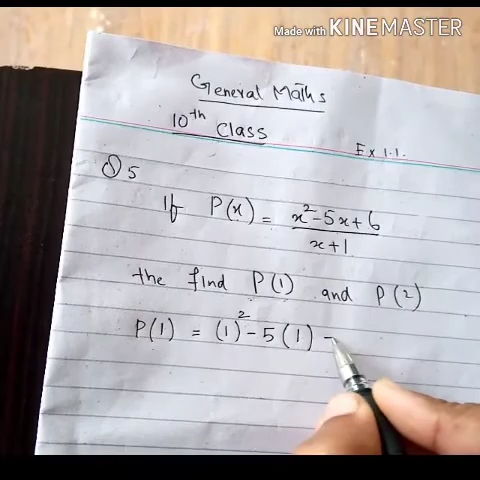 Made with KINEMASTER
General Maths
10th Class
Ex 1.1.
Q 5
If P(x) = x²-5x+6
x+1
the find P(1) and P(2)
P(1) = (1)² - 5(1) -